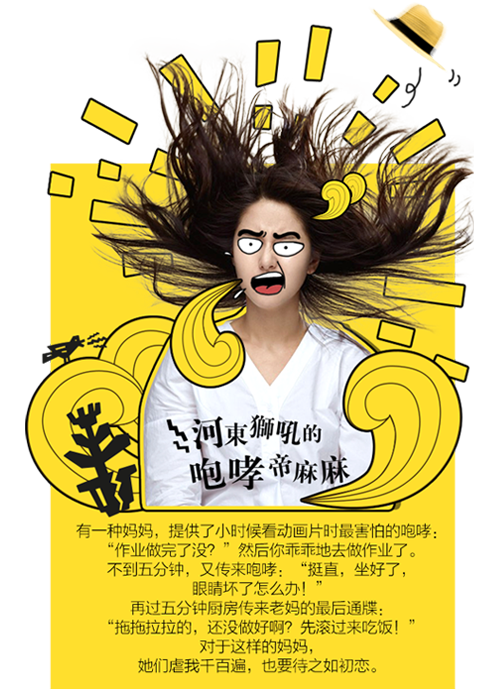 河東獅吼的
咆哮帝麻麻
有一种妈妈，提供了小时候看动画片时最害怕的咆哮：
“作业做完了没？”然后你乖乖地去做作业了。
不到五分钟，又传来咆哮：“挺直，坐好了，
眼睛坏了怎么办！”
再过五分钟厨房传来老妈的最后通牒：
“拖拖拉拉的，还没做好啊？先滚过来吃饭！”
对于这样的妈妈，
她们虐我千百遍，也要待之如初恋。